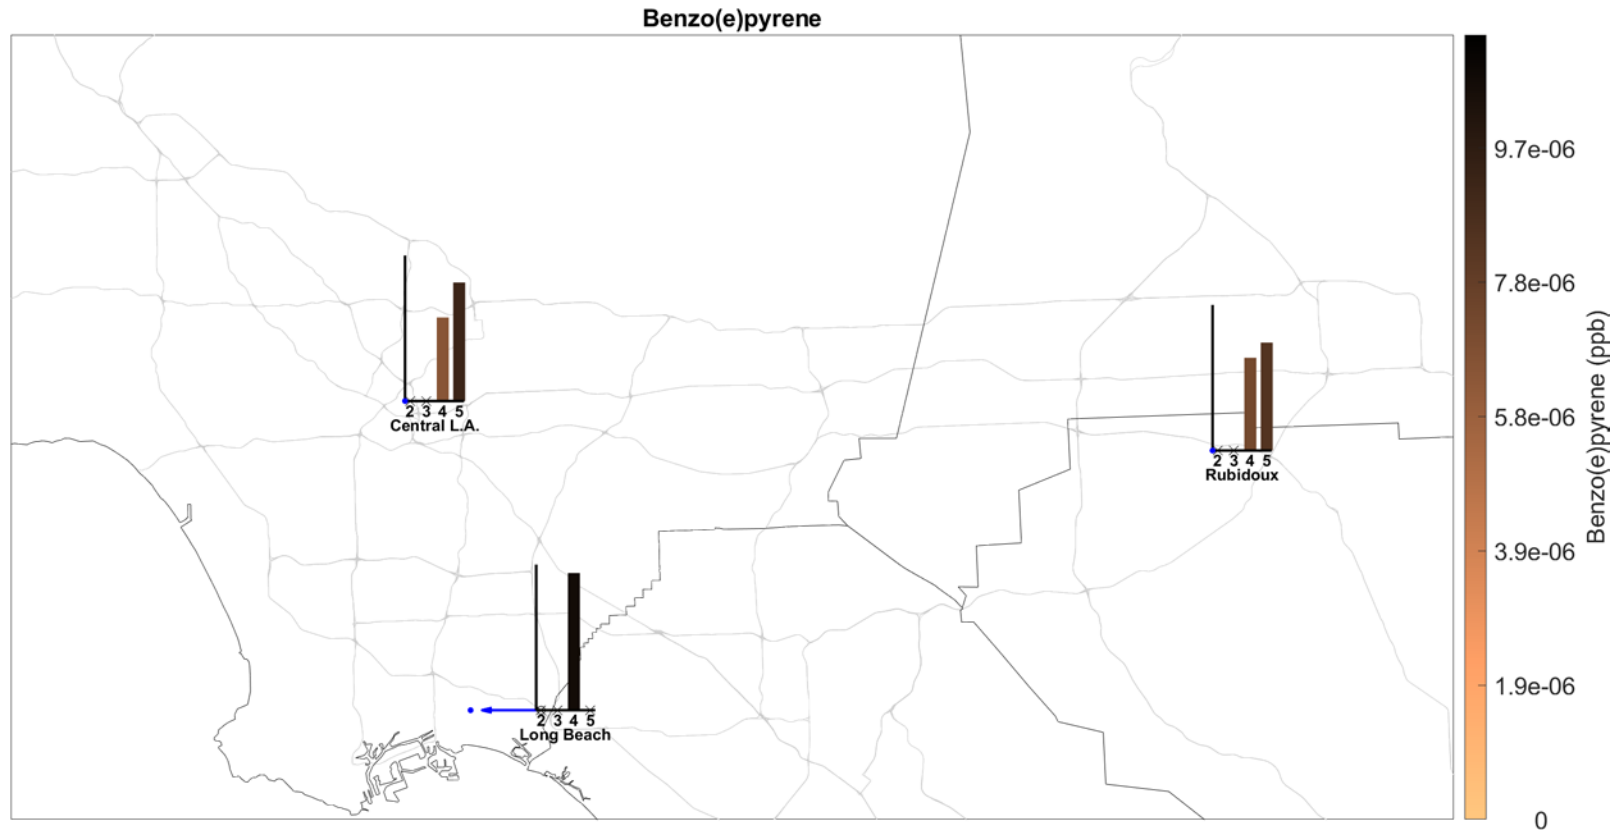 Benzo(e)pyrene
9.7e-06
7.8e-06
5.8e-06
3.9e-06
1.9e-06
0
Benzo(e)pyrene (ppb)
2 3 4 5
Central L.A.
2 3 4 5
Rubidoux
2 3 4 5
Long Beach